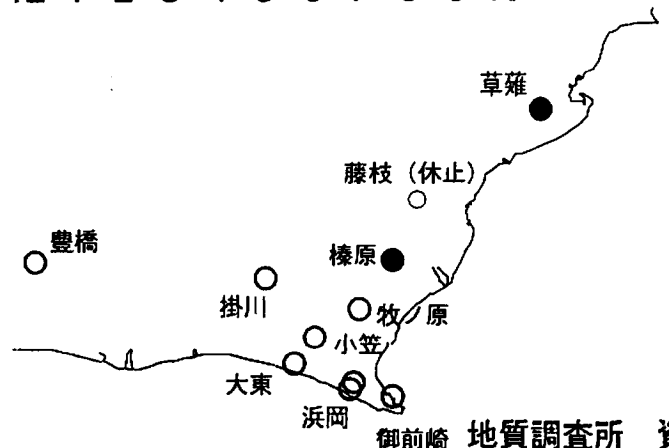 草薙
藤枝（休止）
豊橋
榛原
掛川
牧ノ原
小笠
大東
浜岡
御前崎 地質調査所